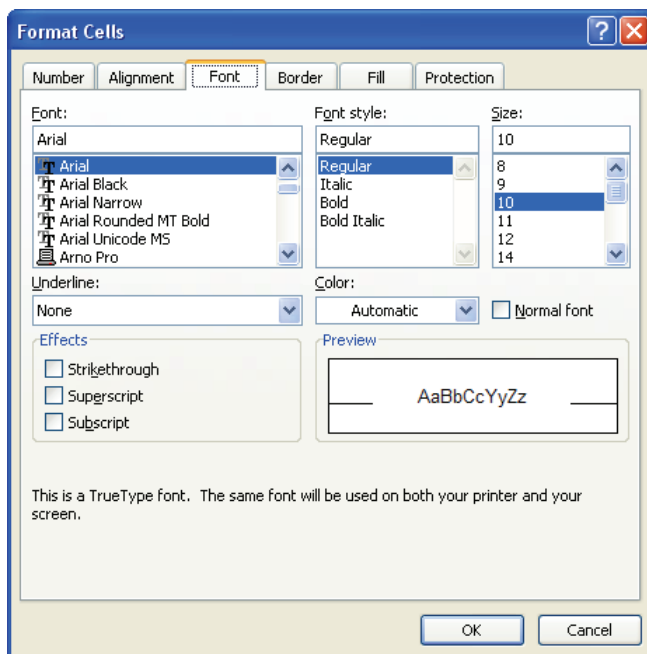 Format Cells
Number Alignment Font Border Fill Protection
Font: Font style: Size:
Arial Regular 10
Arial Regular 8
Arial Black Italic 9
Arial Narrow Bold 10
Arial Rounded MT Bold Bold Italic 11
Arial Unicode MS 12
Arno Pro 14
Underline: Color:
None Automatic Normal font
Effects Preview
Strikethrough
Superscript AaBbCcYyZz
Subscript
This is a TrueType font. The same font will be used on both your printer and your
screen.
OK Cancel